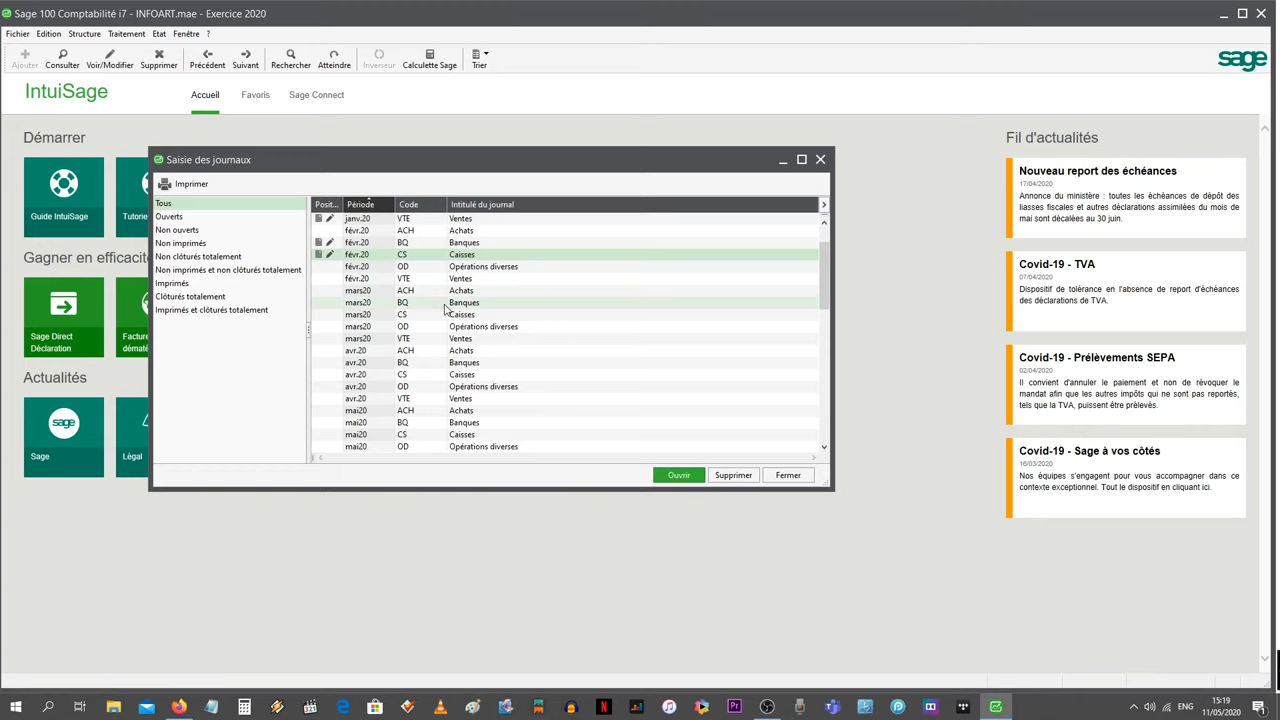 Sage 100 Comptabilité i7 - INFOART.mae - Exercice 2020
Fichier Edition Structure Traitement Etat Fenêtre ?
Ajouter Consulter Voir/Modifier Supprimer Précédent Suivant Rechercher Atteindre Inverseur Calculette Sage Trier
sage
IntuiSage
Accueil Favoris Sage Connect
Démarrer
Guide IntuiSage
Tutorie
Gagner en efficacité
Sage Direct
Déclaration
Facture
dématé
Actualités
Sage
Légal
Saisie des journaux
Imprimer
Tous
Ouverts
Non ouverts
Non imprimés
Non clôturés totalement
Non imprimés et non clôturés totalement
Imprimés
Clôturés totalement
Imprimés et clôturés totalement
Posit... Période Code Intitulé du journal
janv.20 VTE Ventes
févr.20 ACH Achats
févr.20 BQ Banques
févr.20 CS Caisses
févr.20 OD Opérations diverses
févr.20 VTE Ventes
mars20 ACH Achats
mars20 BQ Banques
mars20 CS Caisses
mars20 OD Opérations diverses
mars20 VTE Ventes
avr.20 ACH Achats
avr.20 BQ Banques
avr.20 CS Caisses
avr.20 OD Opérations diverses
avr.20 VTE Ventes
mai20 ACH Achats
mai20 BQ Banques
mai20 CS Caisses
mai20 OD Opérations diverses
Ouvrir Supprimer Fermer
Fil d'actualités
Nouveau report des échéances
17/04/2020
Annonce du ministère : toutes les échéances de dépôt des
liasses fiscales et autres déclarations assimilées du mois de
mai sont décalées au 30 juin.
Covid-19 - TVA
07/04/2020
Dispositif de tolérance en l'absence de report d'échéances
des déclarations de TVA.
Covid-19 - Prélèvements SEPA
02/04/2020
Il convient d'annuler le paiement et non de révoquer le
mandat afin que les autres impôts qui ne sont pas reportés,
tels que la TVA, puissent être prélevés.
Covid-19 - Sage à vos côtés
16/03/2020
Nos équipes s'engagent pour vous accompagner dans ce
contexte exceptionnel. Tout le dispositif en cliquant ici.
ENG
15:19
11/05/2020